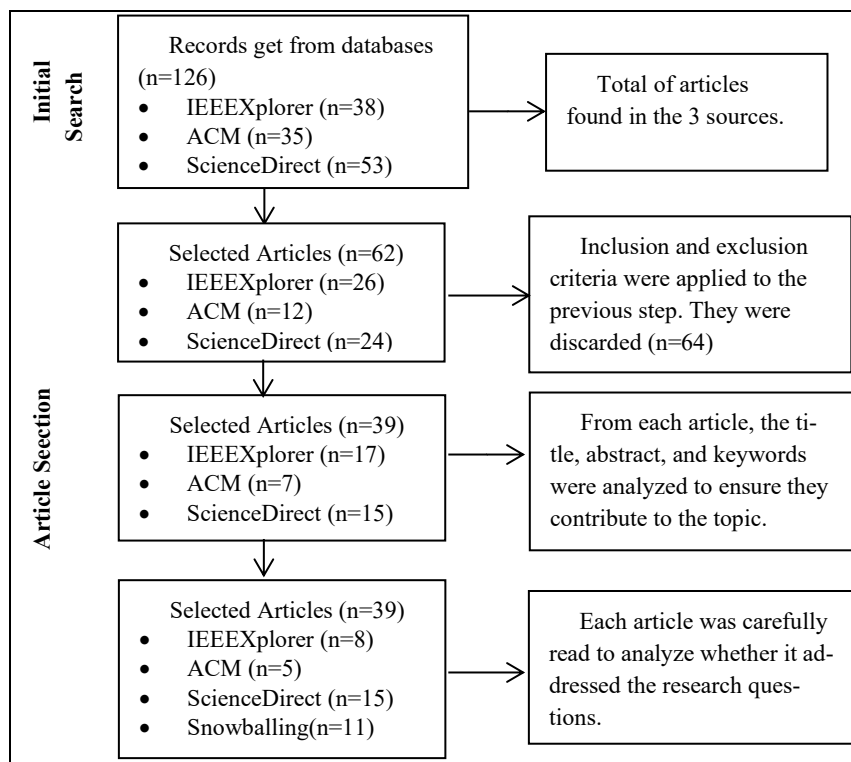 Initial
Search
Records get from databases
(n=126)
• IEEEXplorer (n=38)
• ACM (n=35)
• ScienceDirect (n=53)
Total of articles
found in the 3 sources.
Article Seection
Selected Articles (n=62)
• IEEEXplorer (n=26)
• ACM (n=12)
• ScienceDirect (n=24)
Inclusion and exclusion
criteria were applied to the
previous step. They were
discarded (n=64)
Selected Articles (n=39)
• IEEEXplorer (n=17)
• ACM (n=7)
• ScienceDirect (n=15)
From each article, the ti-
tle, abstract, and keywords
were analyzed to ensure they
contribute to the topic.
Selected Articles (n=39)
• IEEEXplorer (n=8)
• ACM (n=5)
• ScienceDirect (n=15)
• Snowballing(n=11)
Each article was carefully
read to analyze whether it ad-
dressed the research ques-
tions.